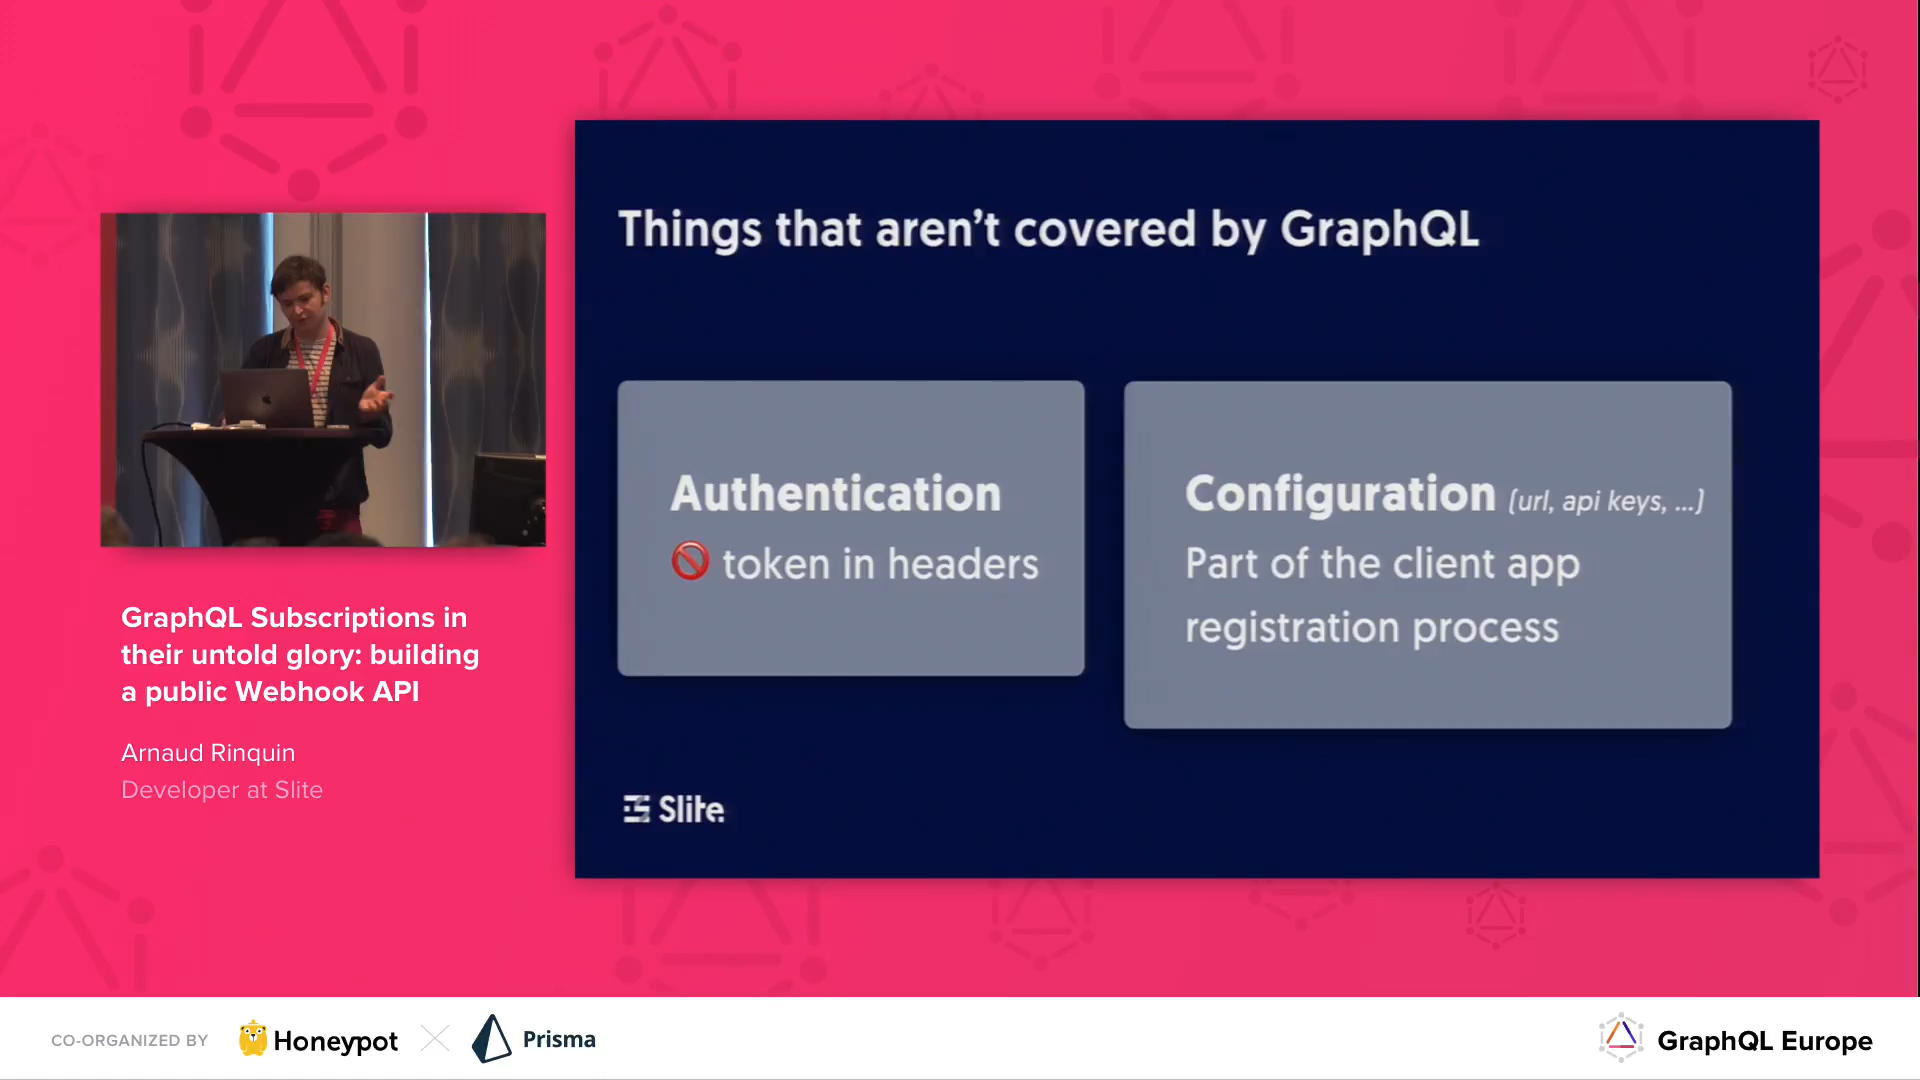 Things that aren't covered by GraphQL
Authentication
🚫 token in headers
Configuration (url, api keys, ...)
Part of the client app
registration process
Slite
GraphQL Subscriptions in
their untold glory: building
a public Webhook API
Arnaud Rinquin
Developer at Slite
CO-ORGANIZED BY
Honeypot
Prisma
GraphQL Europe